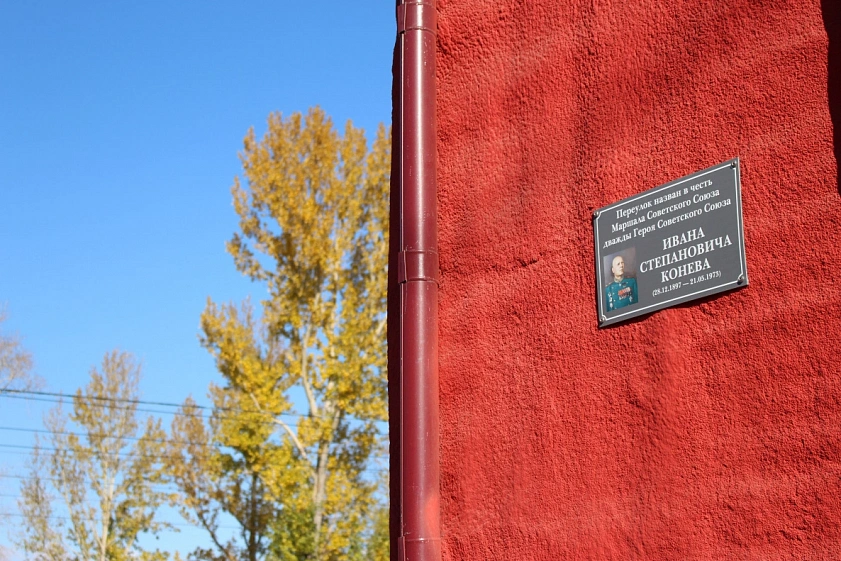 Переулок назван в честь
Маршала Советского Союза
дважды Героя Советского Союза
ИВАНА
СТЕПАНОВИЧА
КОНЕВА
(28.12.1897 — 21.05.1973)